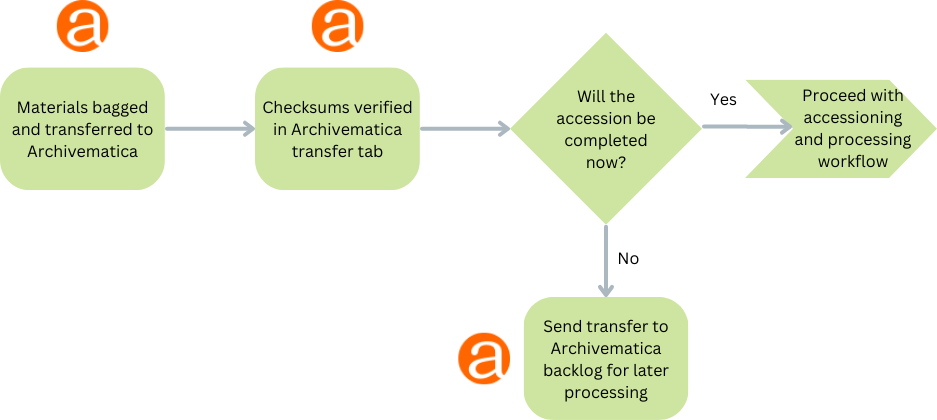 a
a
Materials bagged
and transferred to
Archivematica
Checksums verified
in Archivematica
transfer tab
Will the
accession be
completed
now?
Yes
Proceed with
accessioning
and processing
workflow
No
a
Send transfer to
Archivematica
backlog for later
processing